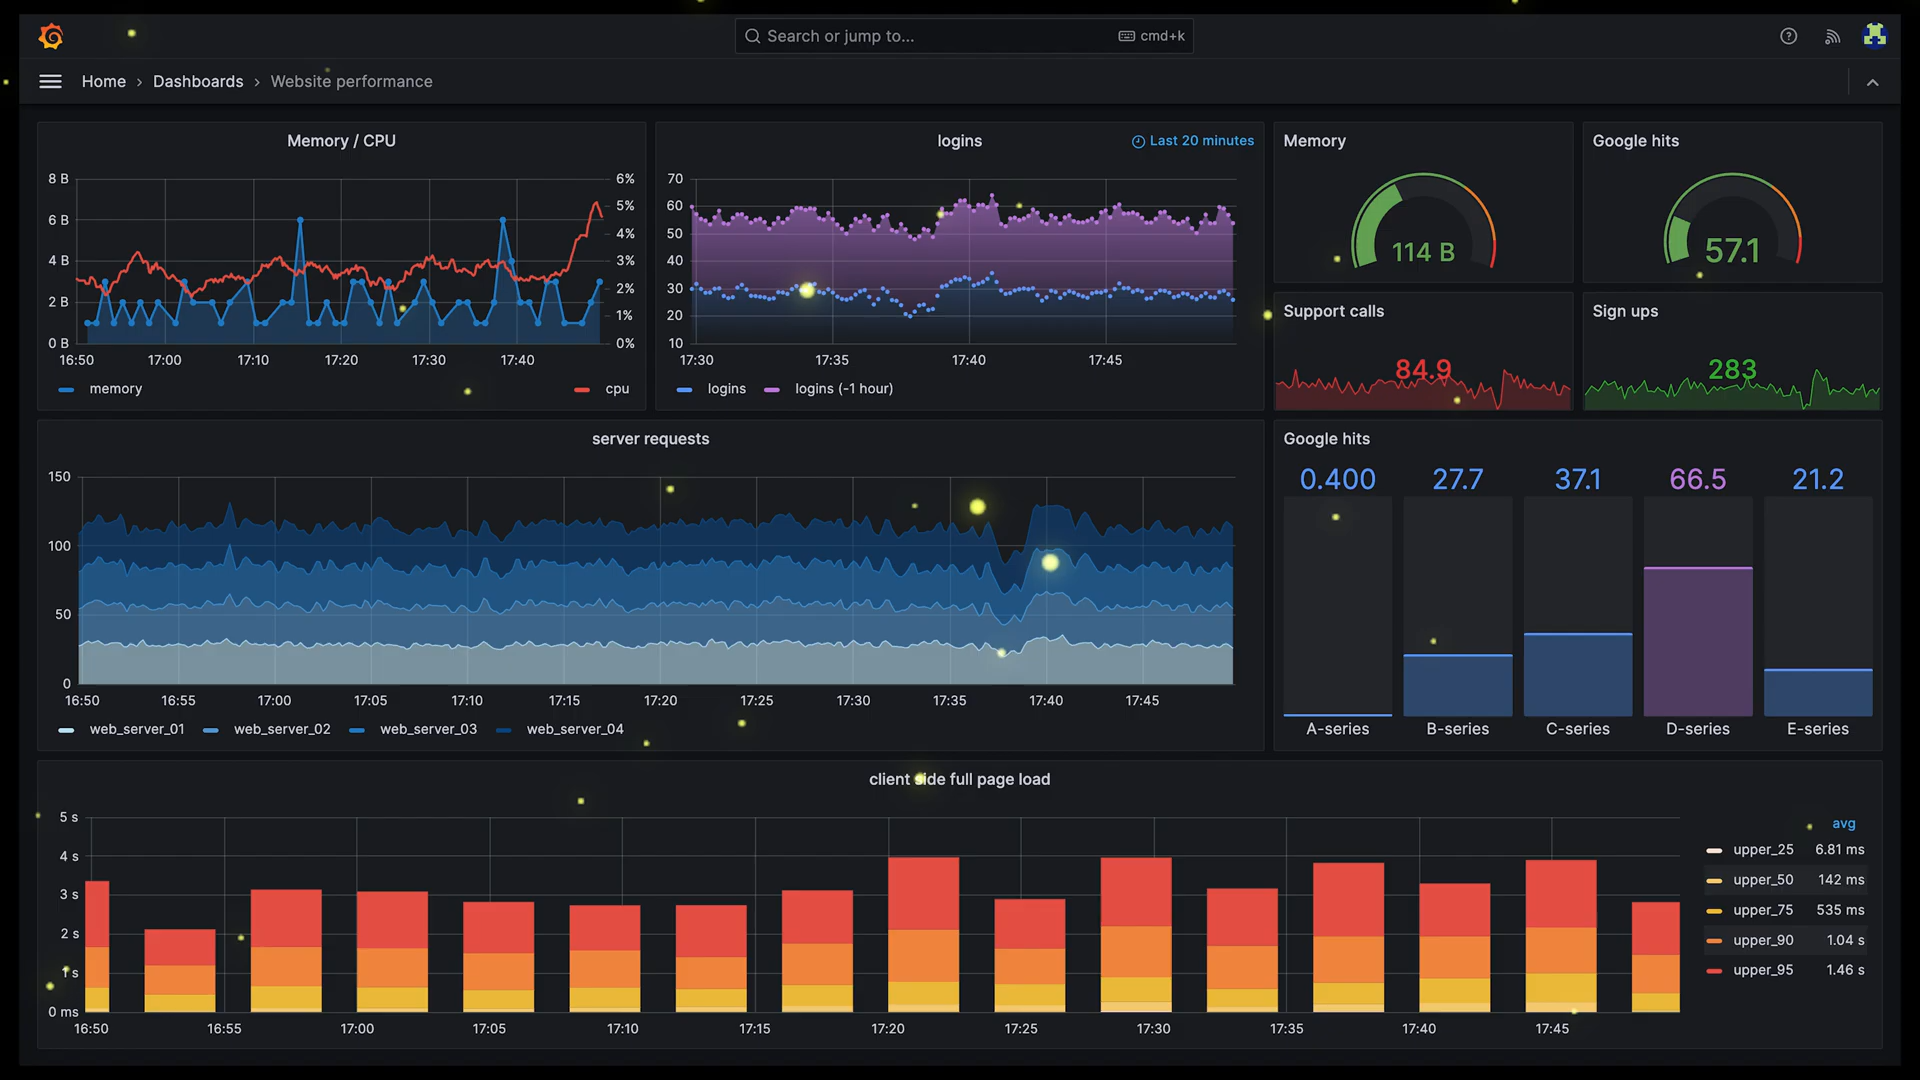 Search or jump to...
cmd+k
Home › Dashboards › Website performance
Memory / CPU
8 B
6 B
4 B
2 B
0 B
6%
5%
4%
3%
2%
1%
0%
16:50 17:00 17:10 17:20 17:30 17:40
memory
cpu
logins
Last 20 minutes
70
60
50
40
30
20
10
17:30 17:35 17:40 17:45
logins logins (-1 hour)
Memory
114 B
Google hits
57.1
Support calls
84.9
Sign ups
283
server requests
150
100
50
0
16:50 16:55 17:00 17:05 17:10 17:15 17:20 17:25 17:30 17:35 17:40 17:45
web_server_01 web_server_02 web_server_03 web_server_04
Google hits
0.400 27.7 37.1 66.5 21.2
A-series B-series C-series D-series E-series
client side full page load
5 s
4 s
3 s
2 s
1 s
0 ms
16:50 16:55 17:00 17:05 17:10 17:15 17:20 17:25 17:30 17:35 17:40 17:45
avg
upper_25 6.81 ms
upper_50 142 ms
upper_75 535 ms
upper_90 1.04 s
upper_95 1.46 s